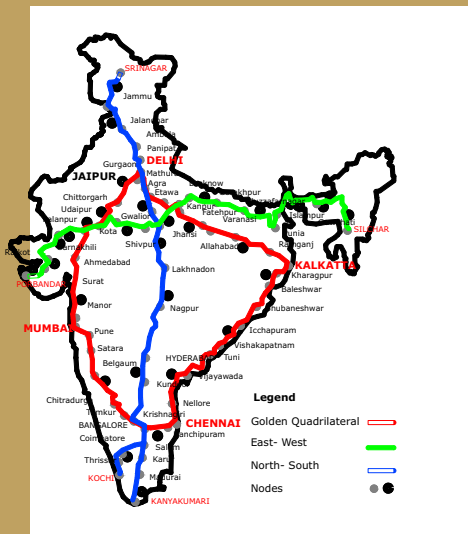 SRINAGAR
Jammu
Jalandhar
Ambala
Panipat
DELHI
Gurgaon
Mathura
JAIPUR
Agra
Lucknow
Chittorgarh
Etawa
Kanpur
Udaipur
Gwalior
Fatehpur
Islampur
Palanpur
Varanasi
Kota
Jhansi
Purnia
SILCHAR
Shivpuri
Allahabad
Ramganj
Rajkot
KALKATTA
Ahmedabad
Lakhnadon
Kharagpur
PORBANDAR
Surat
Baleshwar
Manor
Nagpur
Bhubaneshwar
MUMBAI
Pune
Icchapuram
Satara
Vishakapatnam
HYDERABAD
Tuni
Belgaum
Vijayawada
Kurnool
Chitradurga
Nellore
Legend
Tumkur
Krishnagiri
Golden Quadrilateral
BANGALORE
CHENNAI
Kanchipuram
Coimbatore
East- West
Salem
Thrissur
Karur
North- South
KOCHI
Madurai
Nodes
KANYAKUMARI